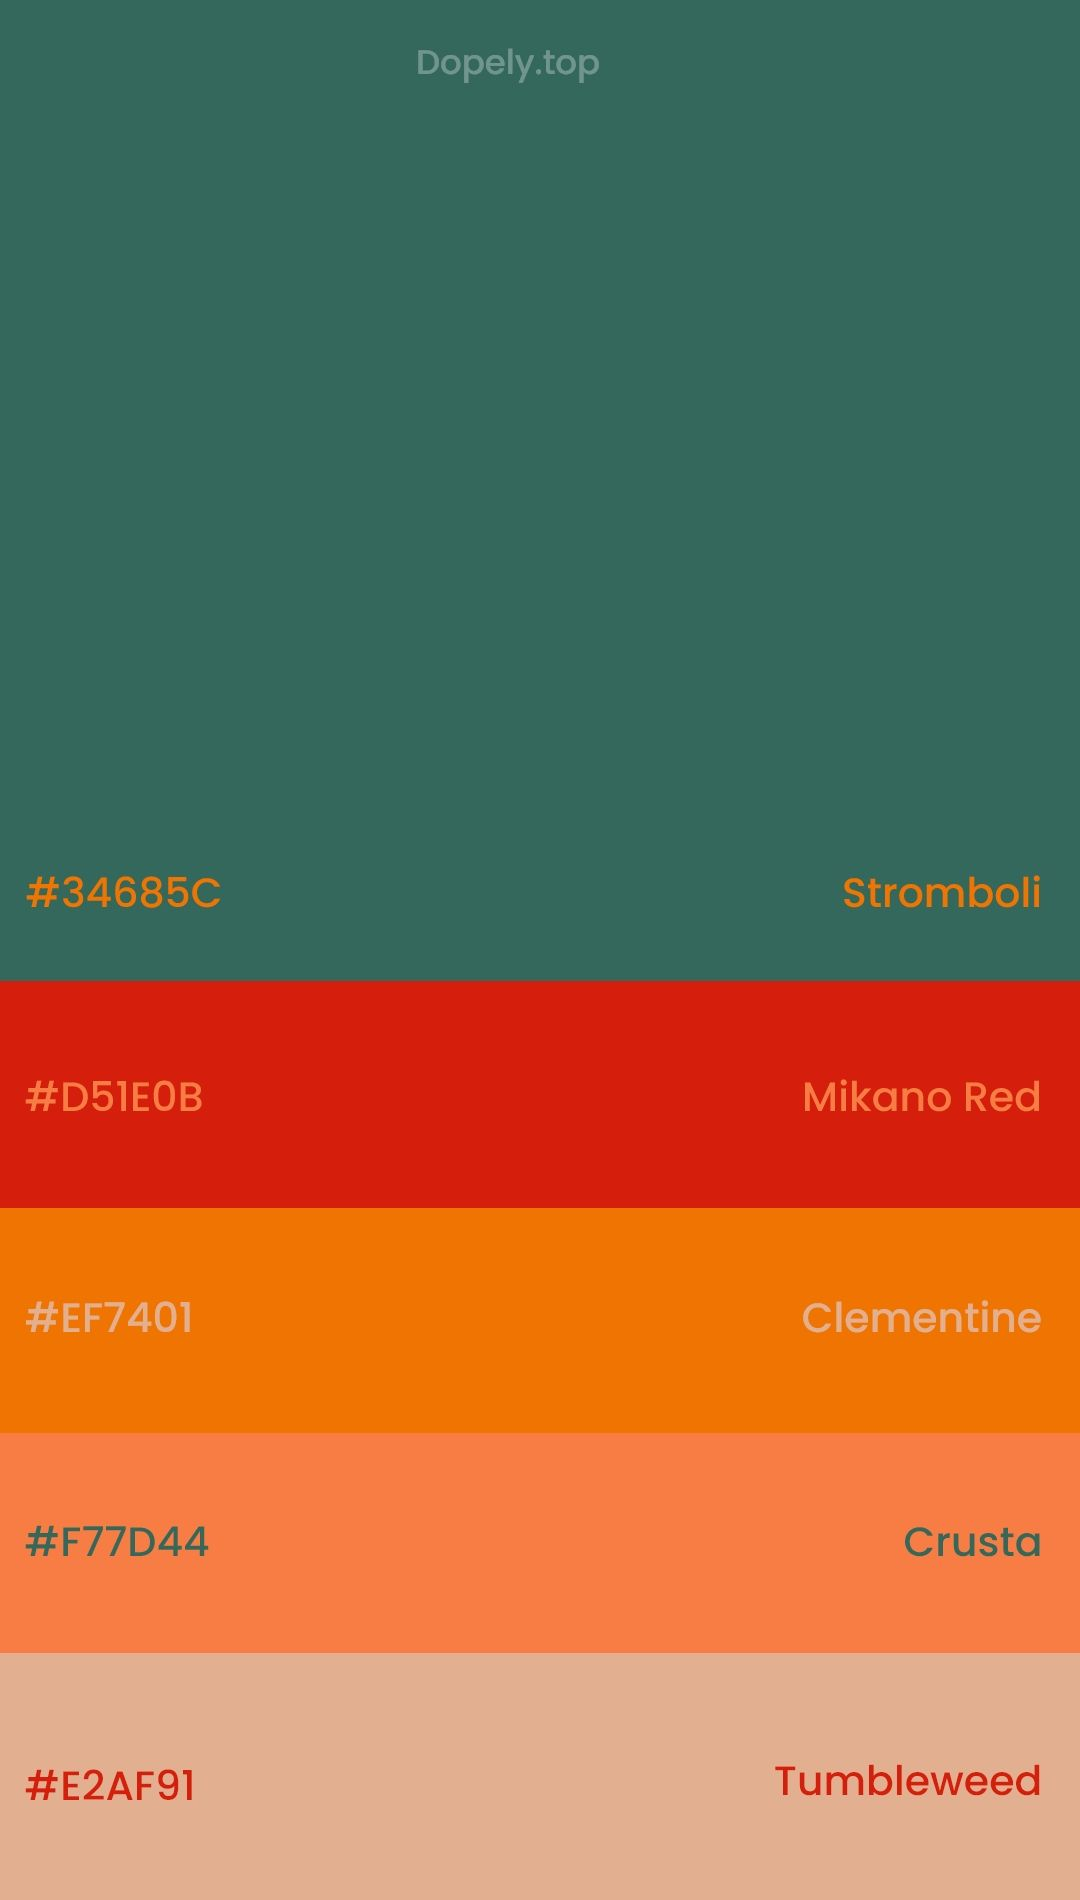 Dopely.top
#34685C Stromboli
#D51E0B Mikano Red
#EF7401 Clementine
#F77D44 Crusta
#E2AF91 Tumbleweed